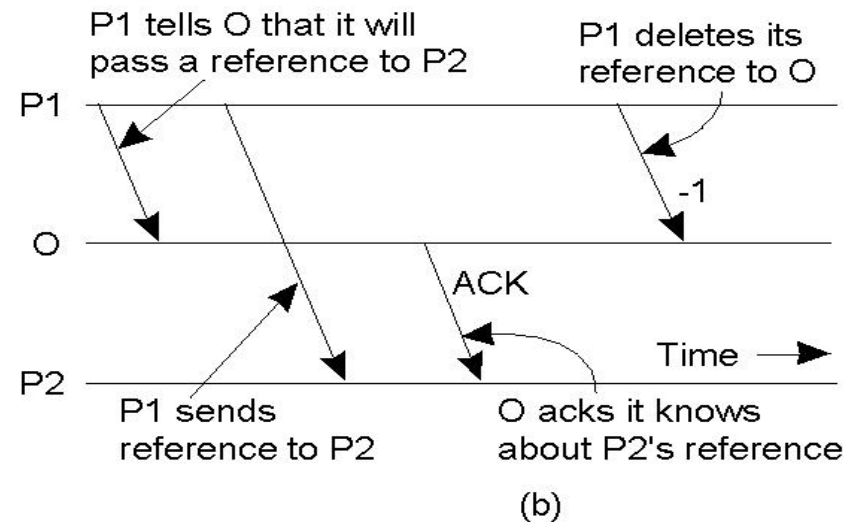 P1 tells O that it will
pass a reference to P2
P1 deletes its
reference to O
P1
-1
O
ACK
Time
P2
P1 sends
reference to P2
O acks it knows
about P2's reference
(b)